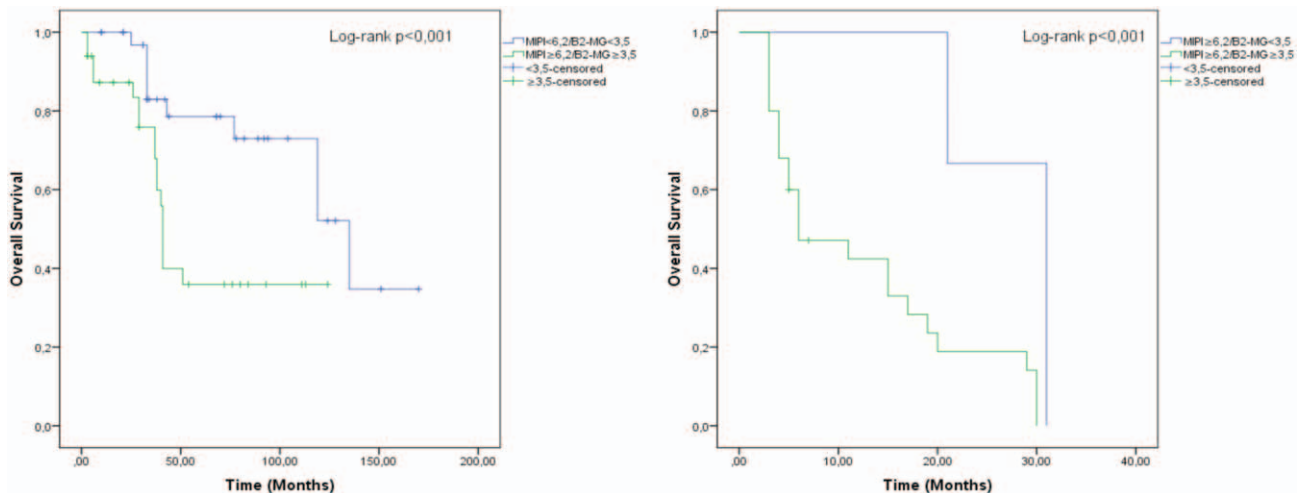 Log-rank p<0,001
MIPI<6,2/B2-MG<3,5
MIPI≥6,2/B2-MG≥3,5
<3,5-censored
≥3,5-censored
1,0
0,8
0,6
0,4
0,2
0,0
Overall Survival
,00 50,00 100,00 150,00 200,00
Time (Months)
Log-rank p<0,001
MIPI≥6,2/B2-MG<3,5
MIPI≥6,2/B2-MG≥3,5
<3,5-censored
≥3,5-censored
1,0
0,8
0,6
0,4
0,2
0,0
Overall Survival
,00 10,00 20,00 30,00 40,00
Time (Months)